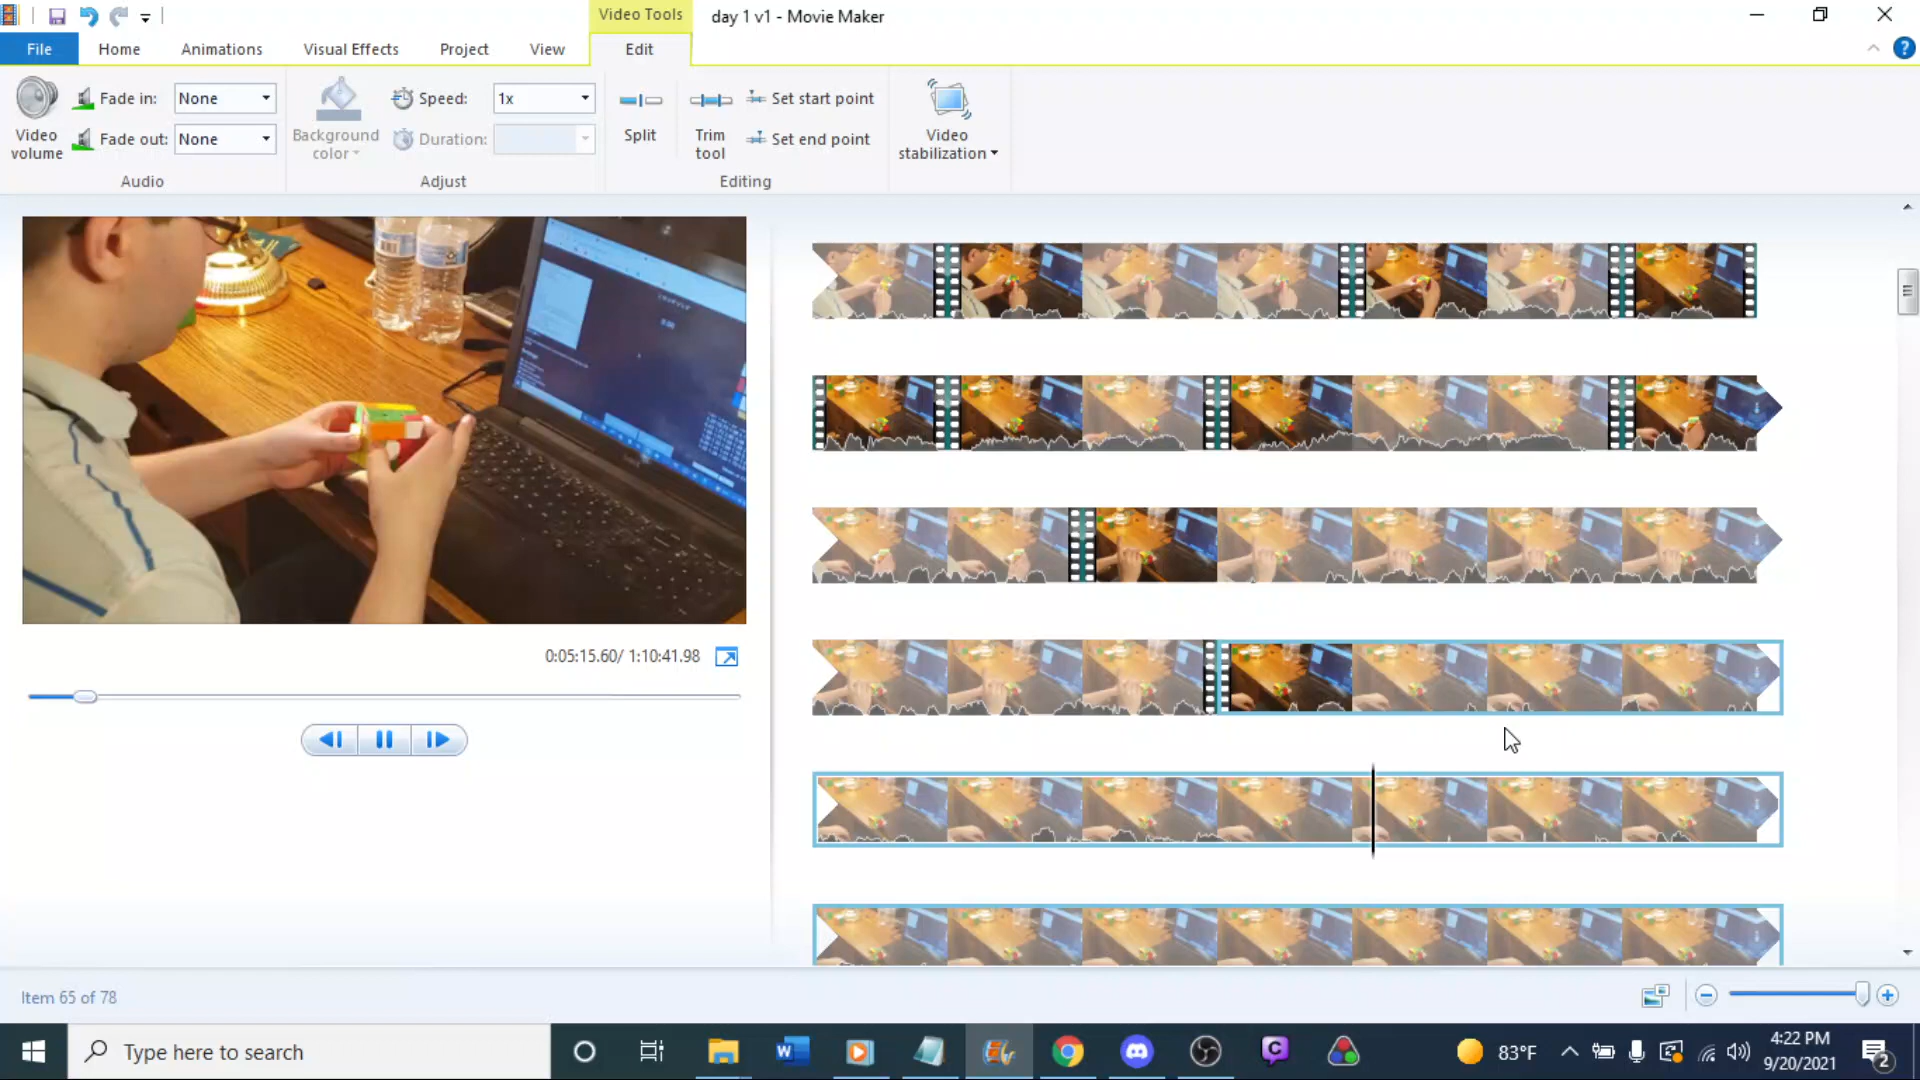 Video Tools
day 1 v1 - Movie Maker
File
Home
Animations
Visual Effects
Project
View
Edit
Video volume
Fade in:
None
Fade out:
None
Audio
Background color
Speed:
1x
Duration:
Adjust
Split
Trim tool
Set start point
Set end point
Editing
Video stabilization
0:05:15.60/ 1:10:41.98
Item 65 of 78
Type here to search
83°F
4:22 PM
9/20/2021
2